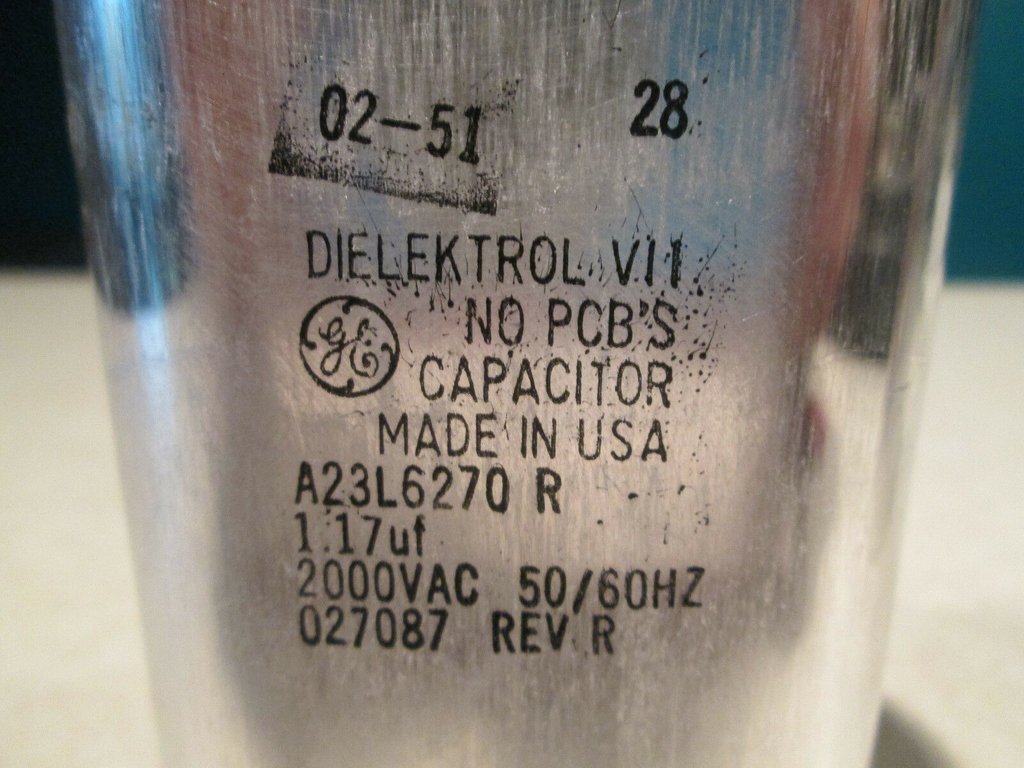 02-51 28
DIELEKTROL VII
GE NO PCB'S
CAPACITOR
MADE IN USA
A23L6270 R
1.17uf
2000VAC 50/60HZ
027087 REV R